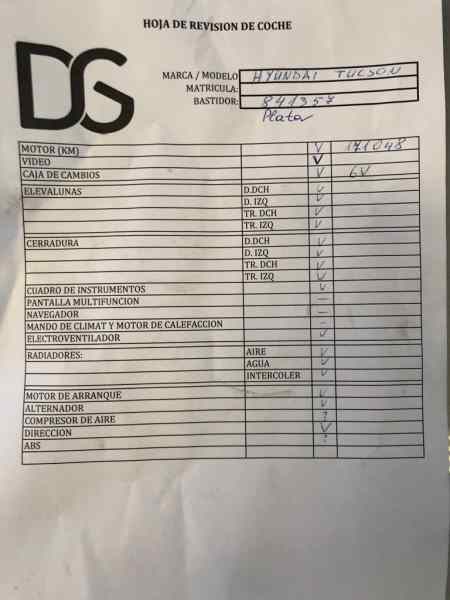 HOJA DE REVISION DE COCHE
DG
MARCA / MODELO HYUNDAI TUCSON
MATRICULA:
BASTIDOR: 841357
Plata
MOTOR (KM) V 171048
VIDEO V
CAJA DE CAMBIOS V 6V
ELEVALUNAS D.DCH V
D. IZQ V
TR. DCH V
TR. IZQ V
CERRADURA D.DCH V
D. IZQ V
TR. DCH V
TR. IZQ V
CUADRO DE INSTRUMENTOS V
PANTALLA MULTIFUNCION –
NAVEGADOR –
MANDO DE CLIMAT Y MOTOR DE CALEFACCION –
ELECTROVENTILADOR V
RADIADORES: AIRE V
AGUA V
INTERCOLER V
MOTOR DE ARRANQUE V
ALTERNADOR V
COMPRESOR DE AIRE ?
DIRECCION V
ABS ?